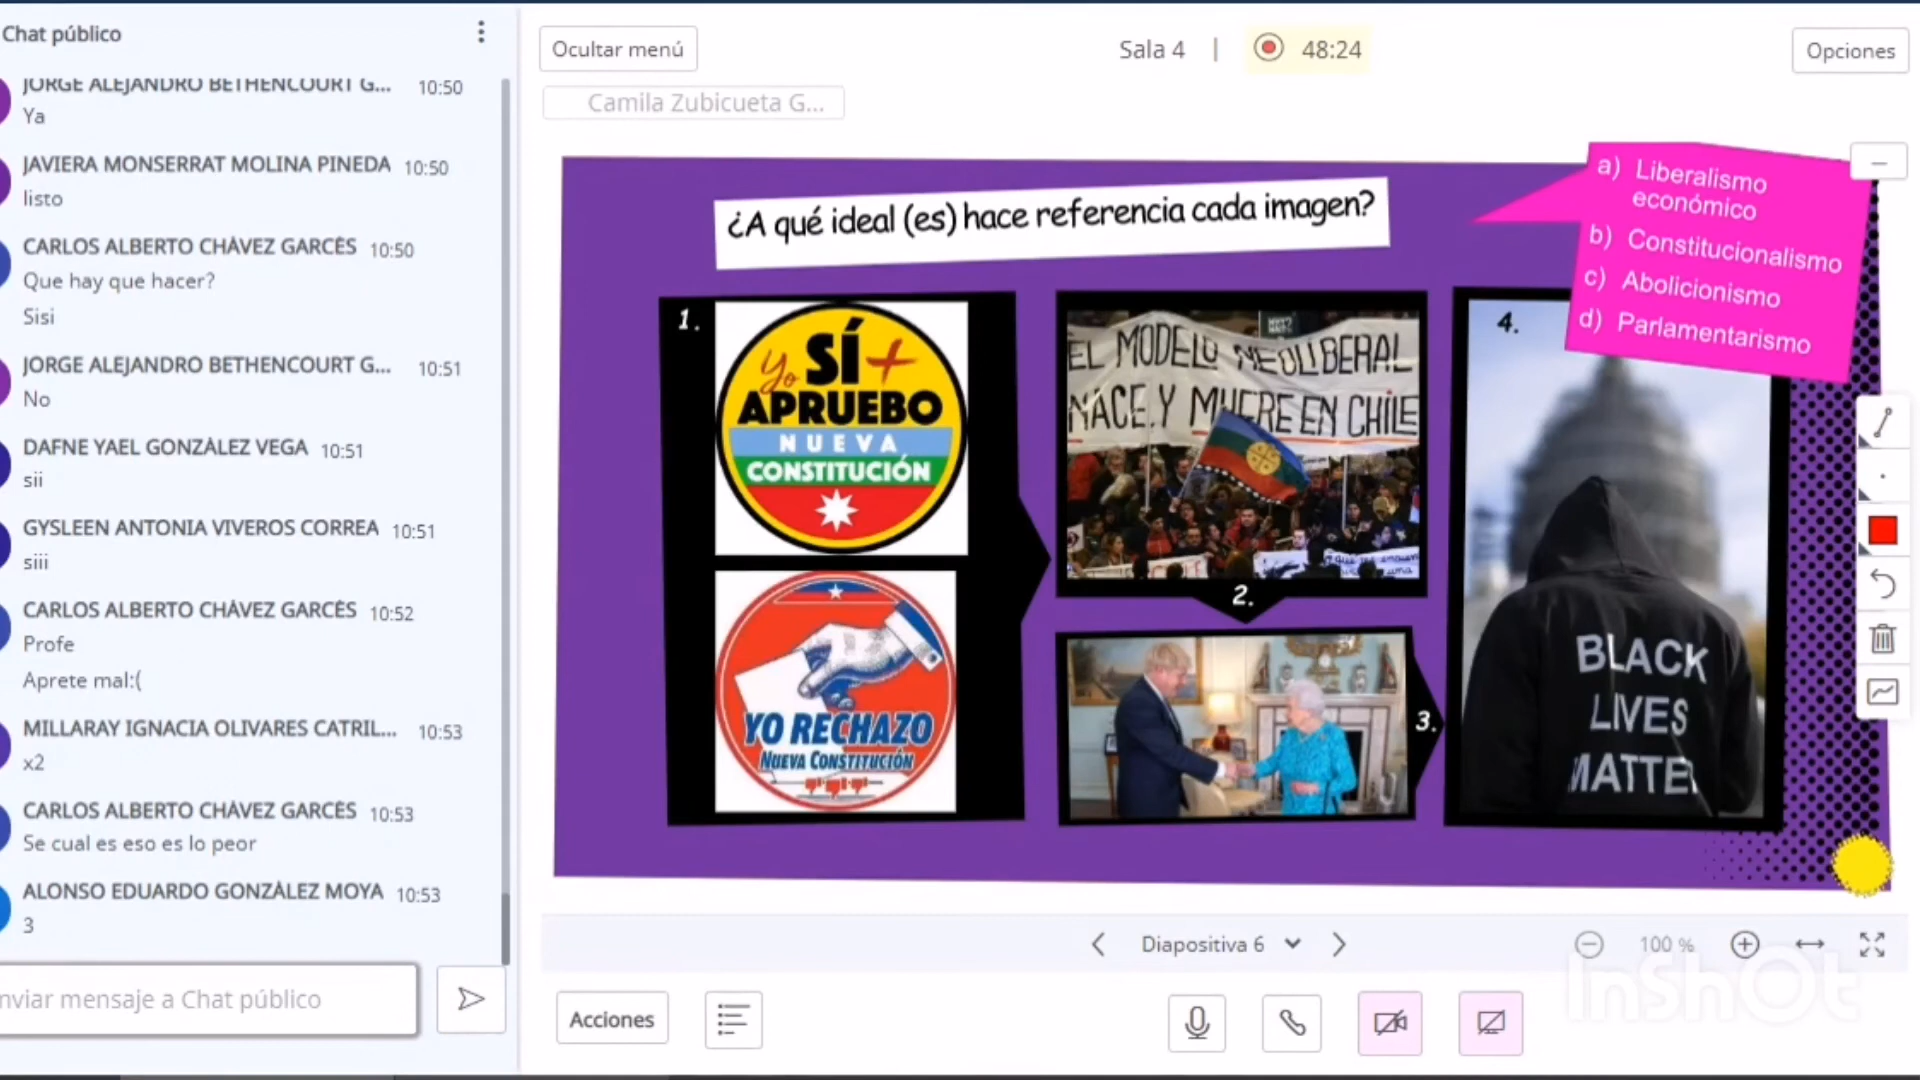 Chat público
JORGE ALEJANDRO BETHENCOURT G... 10:50
Ya
JAVIERA MONSERRAT MOLINA PINEDA 10:50
listo
CARLOS ALBERTO CHÁVEZ GARCÉS 10:50
Que hay que hacer?
Sisi
JORGE ALEJANDRO BETHENCOURT G... 10:51
No
DAFNE YAEL GONZÁLEZ VEGA 10:51
sii
GYSLEEN ANTONIA VIVEROS CORREA 10:51
siii
CARLOS ALBERTO CHÁVEZ GARCÉS 10:52
Profe
Aprete mal:(
MILLARAY IGNACIA OLIVARES CATRIL... 10:53
x2
CARLOS ALBERTO CHÁVEZ GARCÉS 10:53
Se cual es eso es lo peor
ALONSO EDUARDO GONZÁLEZ MOYA 10:53
3
nviar mensaje a Chat público
Ocultar menú
Sala 4 | 48:24
Opciones
Camila Zubicueta G...
¿A qué ideal (es) hace referencia cada imagen?
a) Liberalismo
económico
b) Constitucionalismo
c) Abolicionismo
d) Parlamentarismo
1.
Yo SÍ +
APRUEBO
NUEVA
CONSTITUCIÓN
YO RECHAZO
NUEVA CONSTITUCIÓN
EL MODELO NEOLIBERAL
NACE Y MUERE EN CHILE
2.
3.
4.
BLACK
LIVES
MATTER
Diapositiva 6
100 %
Acciones
InShOt